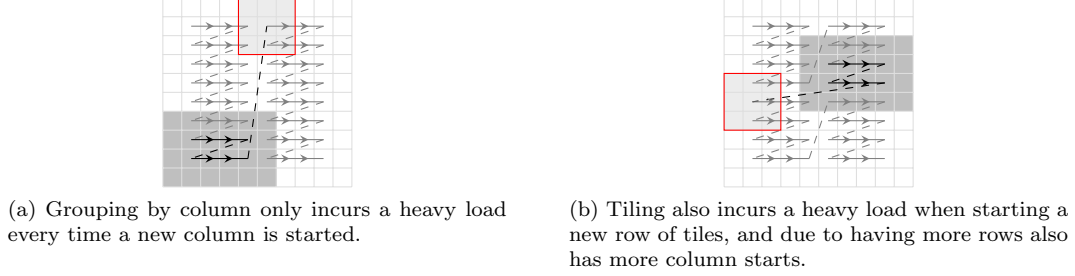 (a) Grouping by column only incurs a heavy load
every time a new column is started.
(b) Tiling also incurs a heavy load when starting a
new row of tiles, and due to having more rows also
has more column starts.